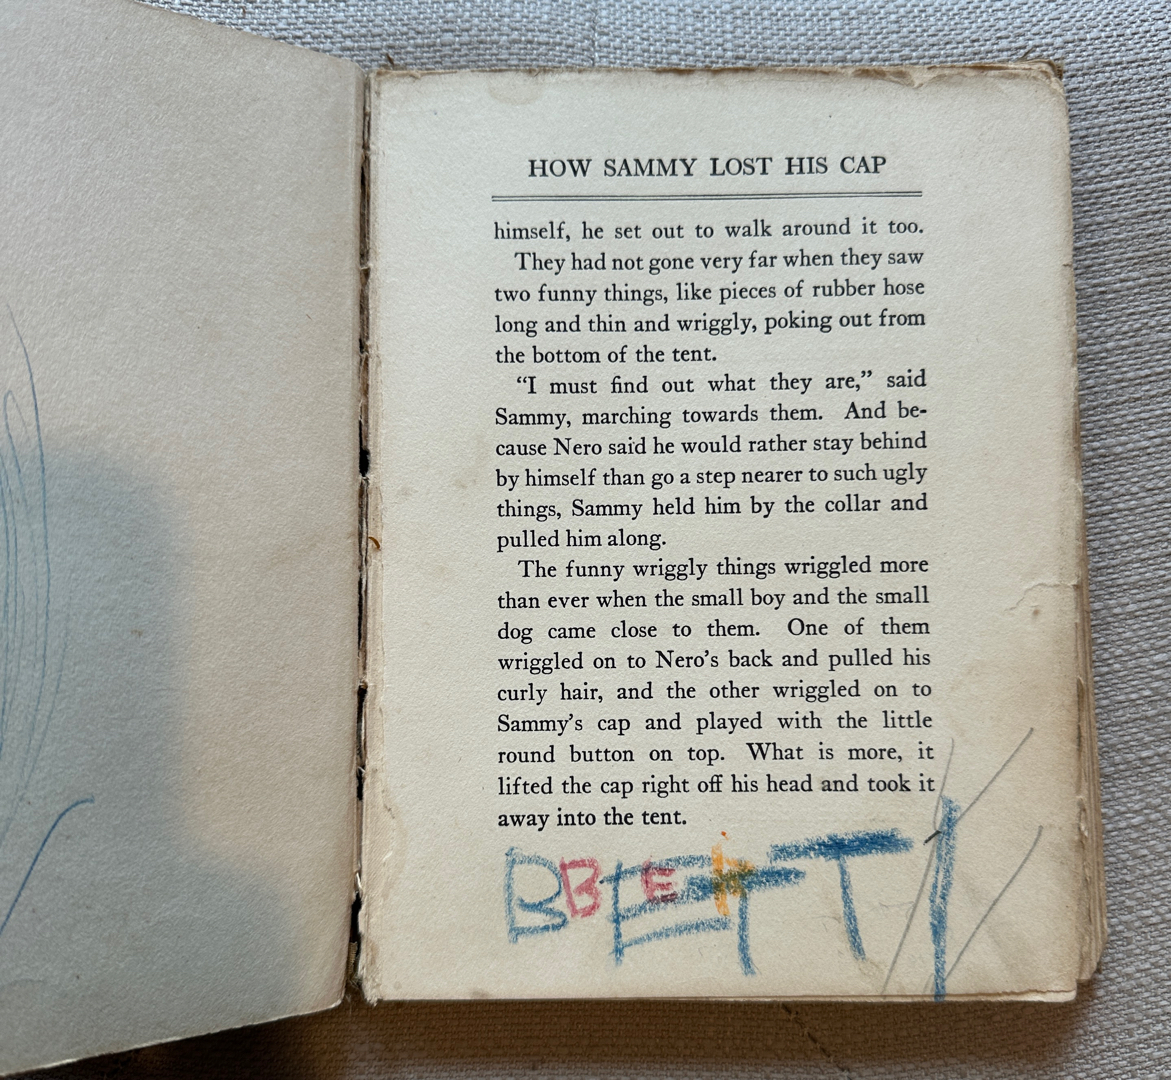 HOW SAMMY LOST HIS CAP
himself, he set out to walk around it too.
They had not gone very far when they saw
two funny things, like pieces of rubber hose
long and thin and wriggly, poking out from
the bottom of the tent.
“I must find out what they are,” said
Sammy, marching towards them. And be-
cause Nero said he would rather stay behind
by himself than go a step nearer to such ugly
things, Sammy held him by the collar and
pulled him along.
The funny wriggly things wriggled more
than ever when the small boy and the small
dog came close to them. One of them
wriggled on to Nero’s back and pulled his
curly hair, and the other wriggled on to
Sammy’s cap and played with the little
round button on top. What is more, it
lifted the cap right off his head and took it
away into the tent.